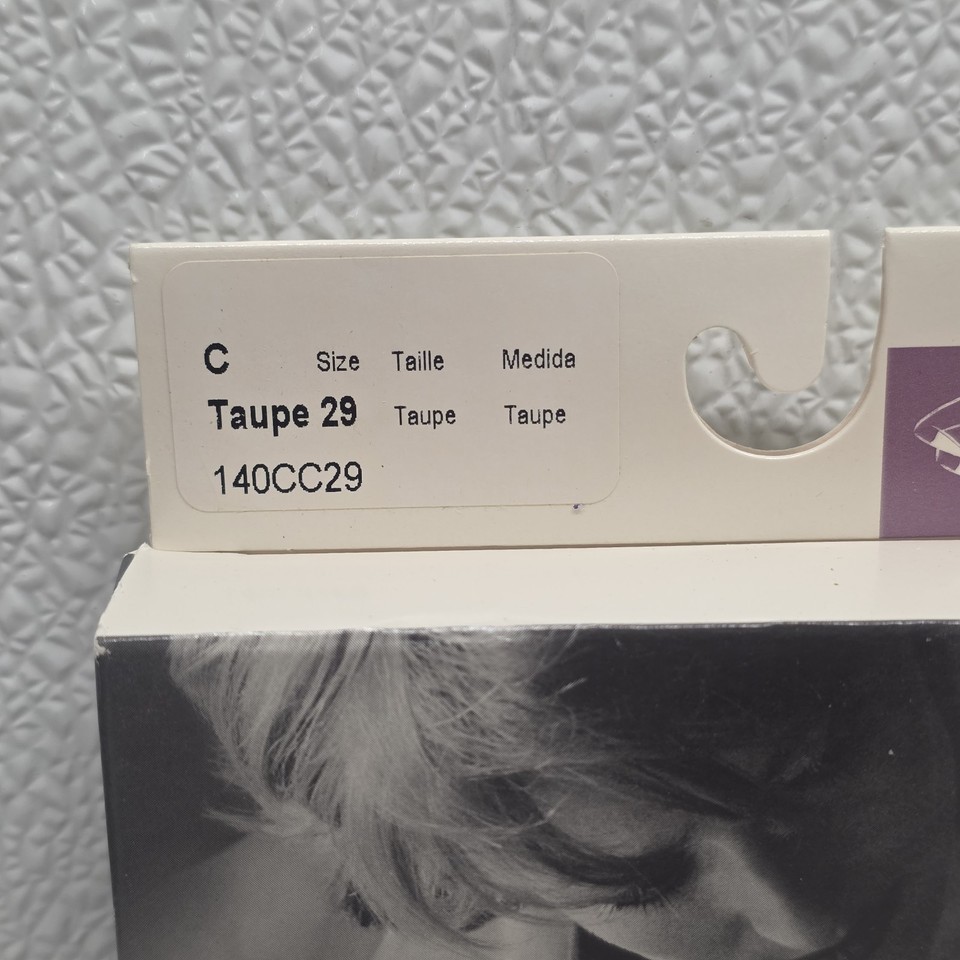 C Size Taille Medida
Taupe 29 Taupe Taupe
140CC29